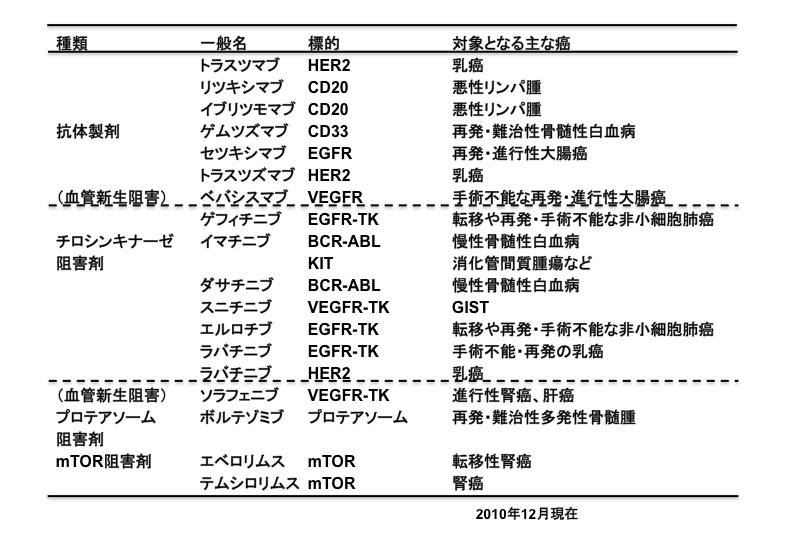 種類 一般名 標的 対象となる主な癌
トラスツマブ HER2 乳癌
リツキシマブ CD20 悪性リンパ腫
イブリツモマブ CD20 悪性リンパ腫
抗体製剤 ゲムツズマブ CD33 再発・難治性骨髄性白血病
セツキシマブ EGFR 再発・進行性大腸癌
トラスツズマブ HER2 乳癌
（血管新生阻害） ベバシスマブ VEGFR 手術不能な再発・進行性大腸癌
ゲフィチニブ EGFR-TK 転移や再発・手術不能な非小細胞肺癌
チロシンキナーゼ イマチニブ BCR-ABL 慢性骨髄性白血病
阻害剤 KIT 消化管間質腫瘍など
ダサチニブ BCR-ABL 慢性骨髄性白血病
スニチニブ VEGFR-TK GIST
エルロチブ EGFR-TK 転移や再発・手術不能な非小細胞肺癌
ラパチニブ EGFR-TK 手術不能・再発の乳癌
ラパチニブ HER2 乳癌
（血管新生阻害） ソラフェニブ VEGFR-TK 進行性腎癌、肝癌
プロテアソーム ボルテゾミブ プロテアソーム 再発・難治性多発性骨髄腫
阻害剤
mTOR阻害剤 エベロリムス mTOR 転移性腎癌
テムシロリムス mTOR 腎癌
2010年12月現在